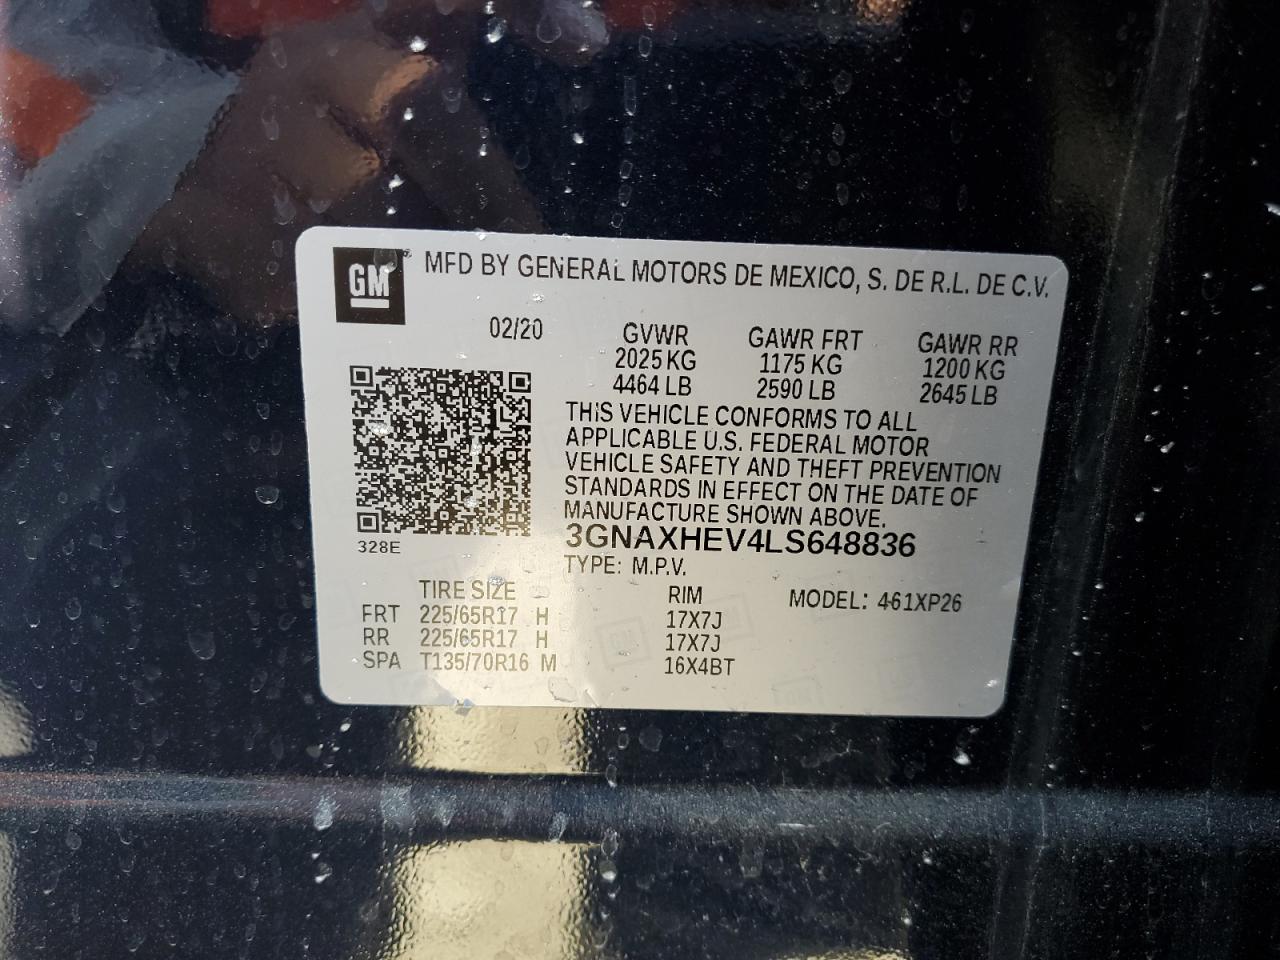 GM MFD BY GENERAL MOTORS DE MEXICO, S. DE R.L. DE C.V.
02/20 GVWR GAWR FRT GAWR RR
2025 KG 1175 KG 1200 KG
4464 LB 2590 LB 2645 LB
THIS VEHICLE CONFORMS TO ALL
APPLICABLE U.S. FEDERAL MOTOR
VEHICLE SAFETY AND THEFT PREVENTION
STANDARDS IN EFFECT ON THE DATE OF
MANUFACTURE SHOWN ABOVE.
3GNAXHEV4LS648836
328E
TYPE: M.P.V.
TIRE SIZE RIM MODEL: 461XP26
FRT 225/65R17 H 17X7J
RR 225/65R17 H 17X7J
SPA T135/70R16 M 16X4BT